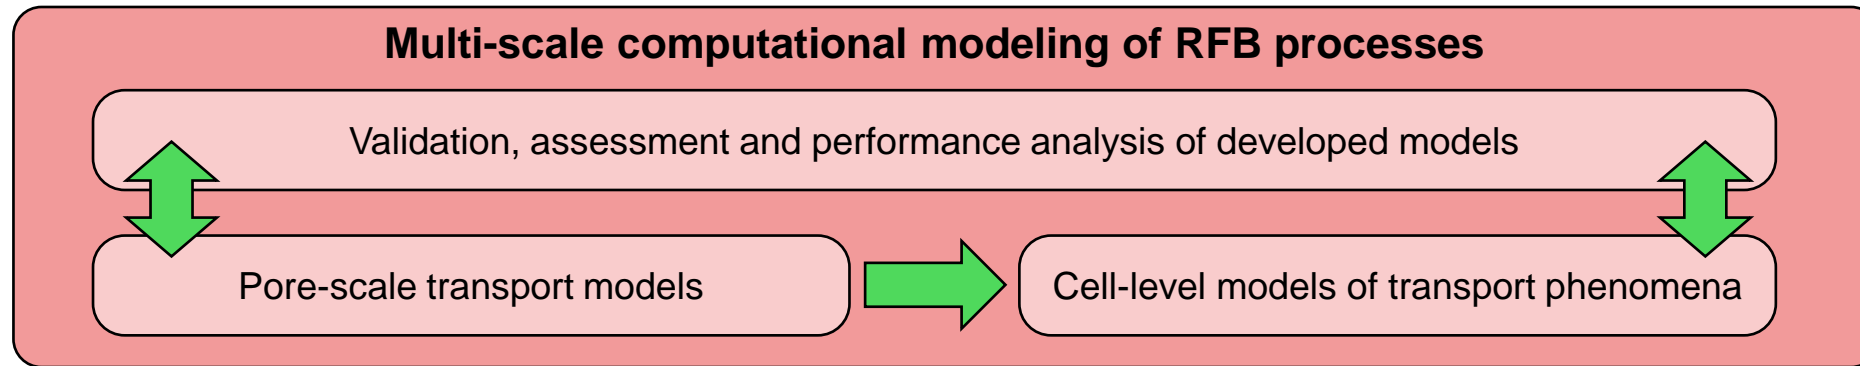 Multi-scale computational modeling of RFB processes
Validation, assessment and performance analysis of developed models
Pore-scale transport models
Cell-level models of transport phenomena